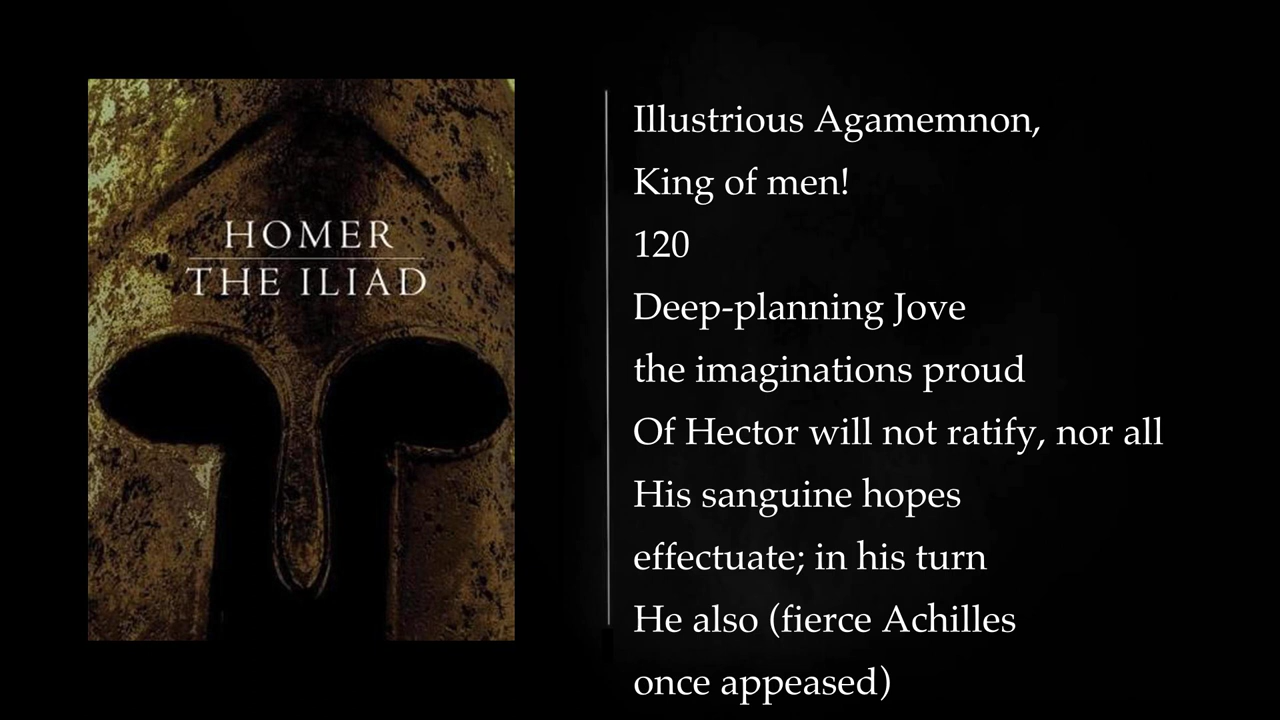 HOMER
THE ILIAD
Illustrious Agamemnon,
King of men!
120
Deep-planning Jove
the imaginations proud
Of Hector will not ratify, nor all
His sanguine hopes
effectuate; in his turn
He also (fierce Achilles
once appeased)